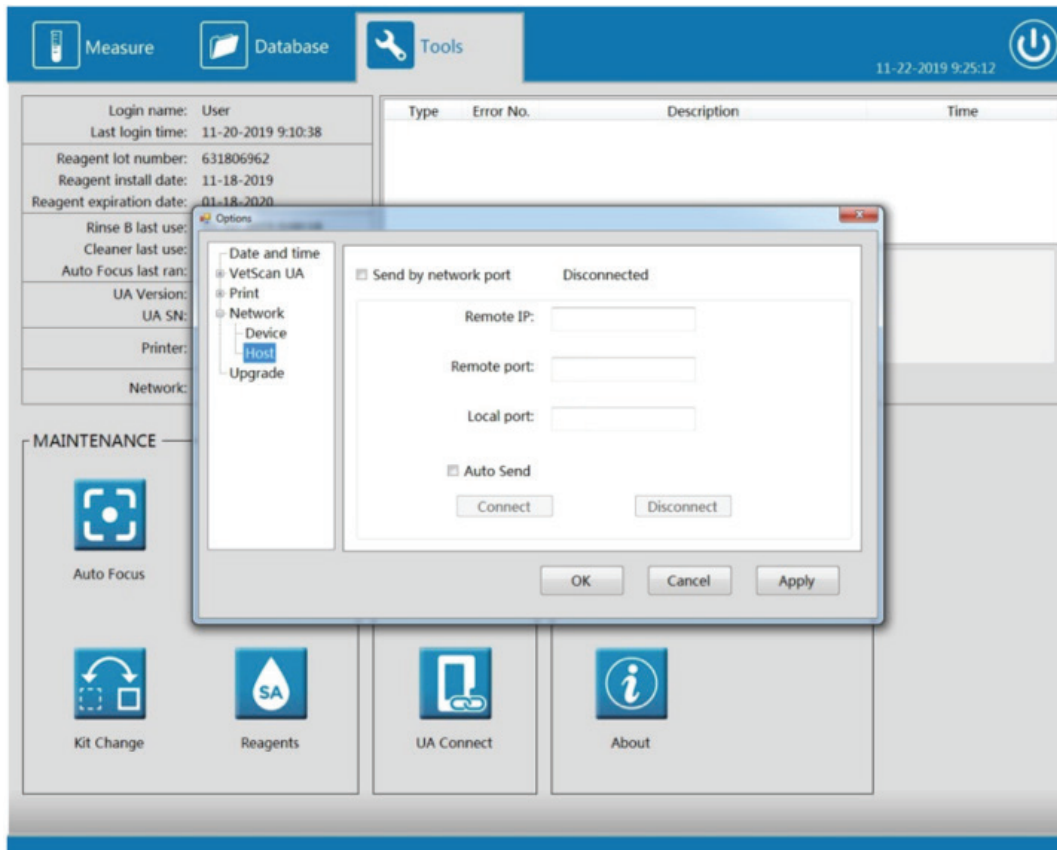 Measure
Database
Tools
11-22-2019 9:25:12
Login name: User
Last login time: 11-20-2019 9:10:38
Reagent lot number: 631806962
Reagent install date: 11-18-2019
Reagent expiration date: 01-18-2020
Rinse B last use:
Cleaner last use:
Auto Focus last ran:
UA Version:
UA SN:
Printer:
Network:
Type Error No. Description Time
Options
Date and time
VetScan UA
Print
Network
Device
Host
Upgrade
Send by network port Disconnected
Remote IP:
Remote port:
Local port:
Auto Send
Connect Disconnect
OK Cancel Apply
MAINTENANCE
Auto Focus
Kit Change
SA
Reagents
UA Connect
About